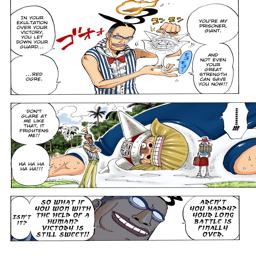 YOU'RE MY
PRISONER,
GIANT.
AND NOT
EVEN YOUR
GREAT
STRENGTH
CAN SAVE
YOU NOW!!
IN YOUR
EXULTATION
OVER YOUR
VICTORY,
YOU LET
DOWN YOUR
GUARD...
...RED
OGRE.
DON'T
GLARE AT
ME LIKE
THAT, IT
FRIGHTENS
ME!!
HA HA
HA HA!!
AREN'T YOU
HAPPY?
YOUR LONG
BATTLE IS
FINALLY
OVER.
SO WHAT IF
YOU WON
WITH THE
HELP OF A
HUMAN?
VICTORY IS
STILL SWEET!!
ISN'T
IT?